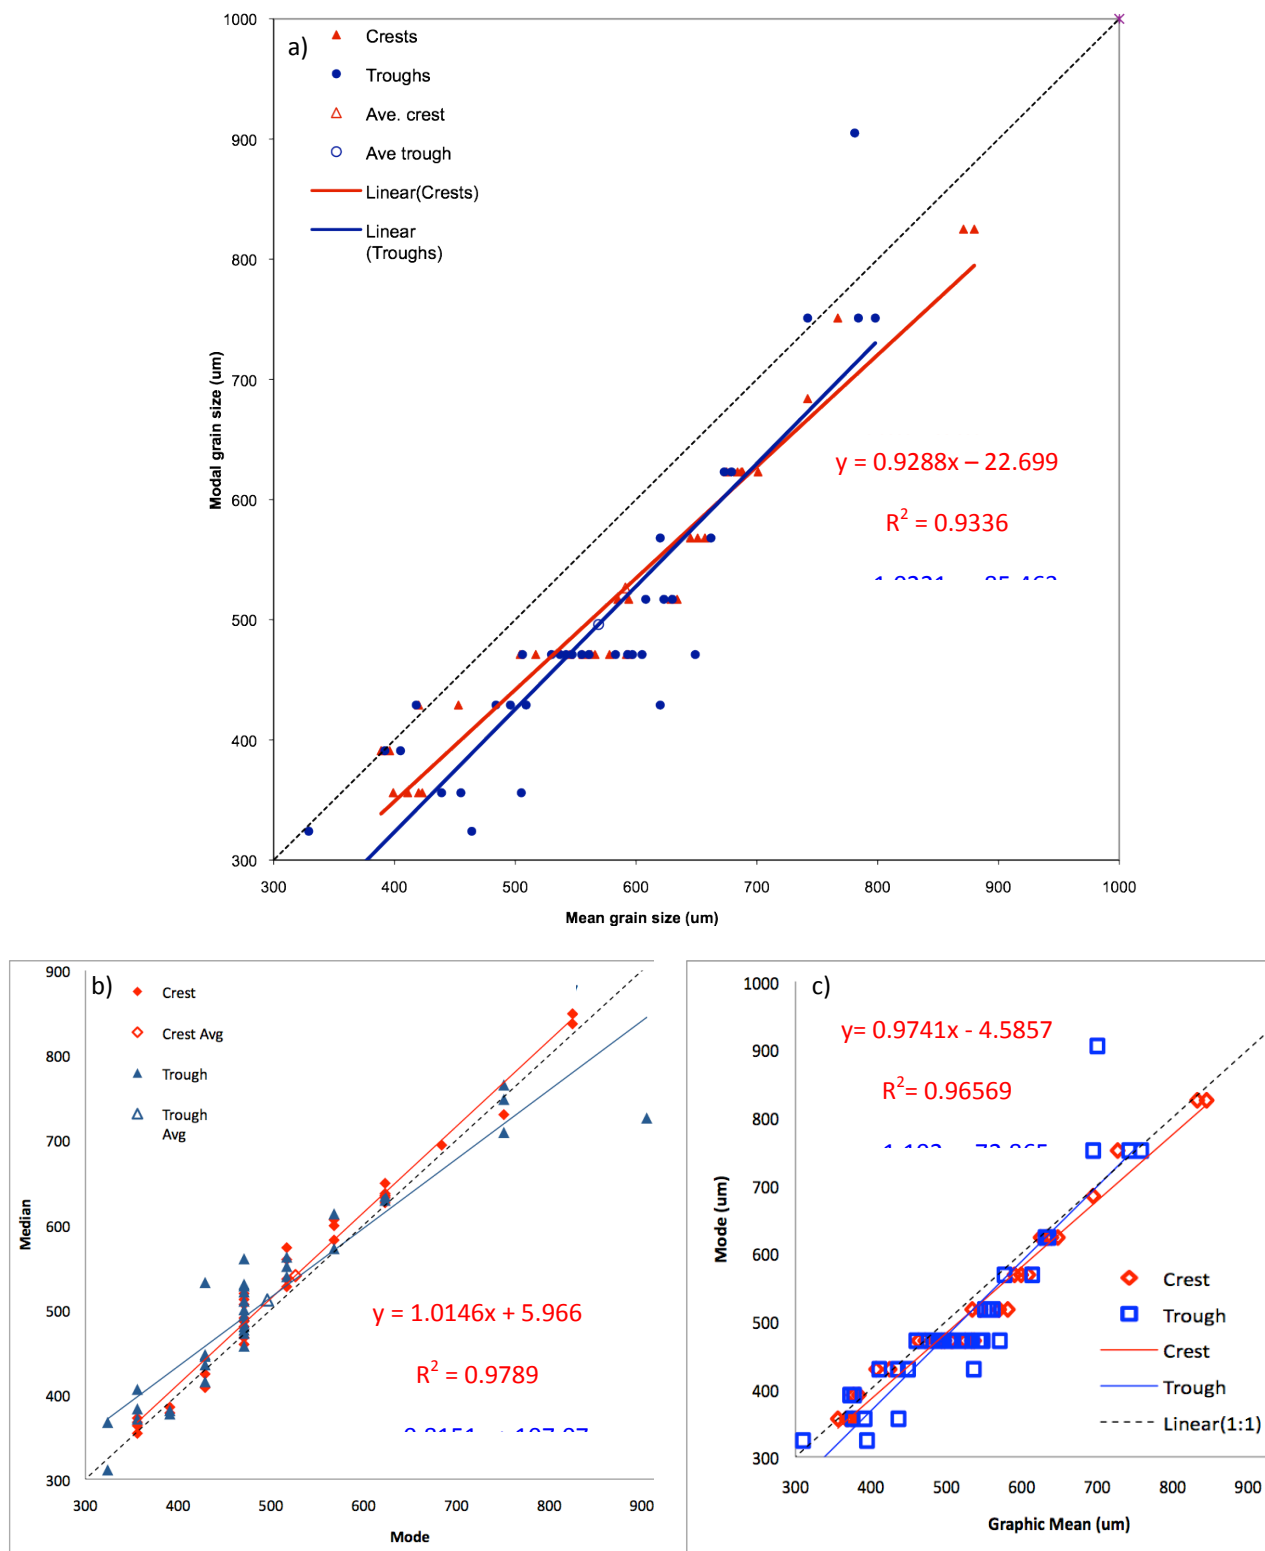 a)
Crests
Troughs
Ave. crest
Ave trough
Linear(Crests)
Linear
(Troughs)
1000
900
800
700
600
500
400
300
Modal grain size (um)
y = 0.9288x – 22.699
R² = 0.9336
300 400 500 600 700 800 900 1000
Mean grain size (um)
b)
Crest
Crest Avg
Trough
Trough
Avg
900
800
700
600
500
400
300
Median
y = 1.0146x + 5.966
R² = 0.9789
300 400 500 600 700 800 900
Mode
c)
y= 0.9741x - 4.5857
R²= 0.96569
1000
900
800
700
600
500
400
300
Mode (um)
Crest
Trough
Crest
Trough
Linear(1:1)
300 400 500 600 700 800 900
Graphic Mean (um)